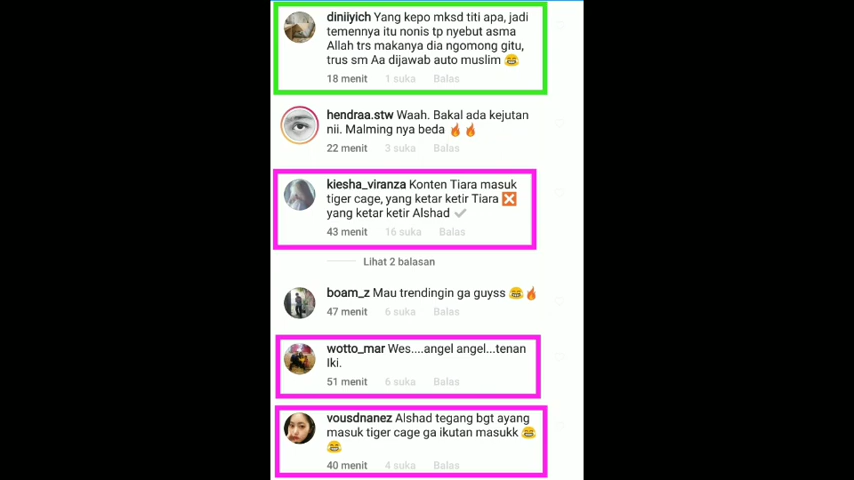 diniiyich Yang kepo mksd titi apa, jadi
temennya itu nonis tp nyebut asma
Allah trs makanya dia ngomong gitu,
trus sm Aa dijawab auto muslim 😂
18 menit 1 suka Balas
hendraa.stw Waah. Bakal ada kejutan
nii. Malming nya beda 🔥🔥
22 menit 3 suka Balas
kiesha_viranza Konten Tiara masuk
tiger cage, yang ketar ketir Tiara ❎
yang ketar ketir Alshad ✔
43 menit 16 suka Balas
Lihat 2 balasan
boam_z Mau trendingin ga guyss 😂🔥
47 menit 6 suka Balas
wotto_mar Wes....angel angel...tenan
Iki.
51 menit 6 suka Balas
vousdnanez Alshad tegang bgt ayang
masuk tiger cage ga ikutan masukk 😂
😂
40 menit 4 suka Balas